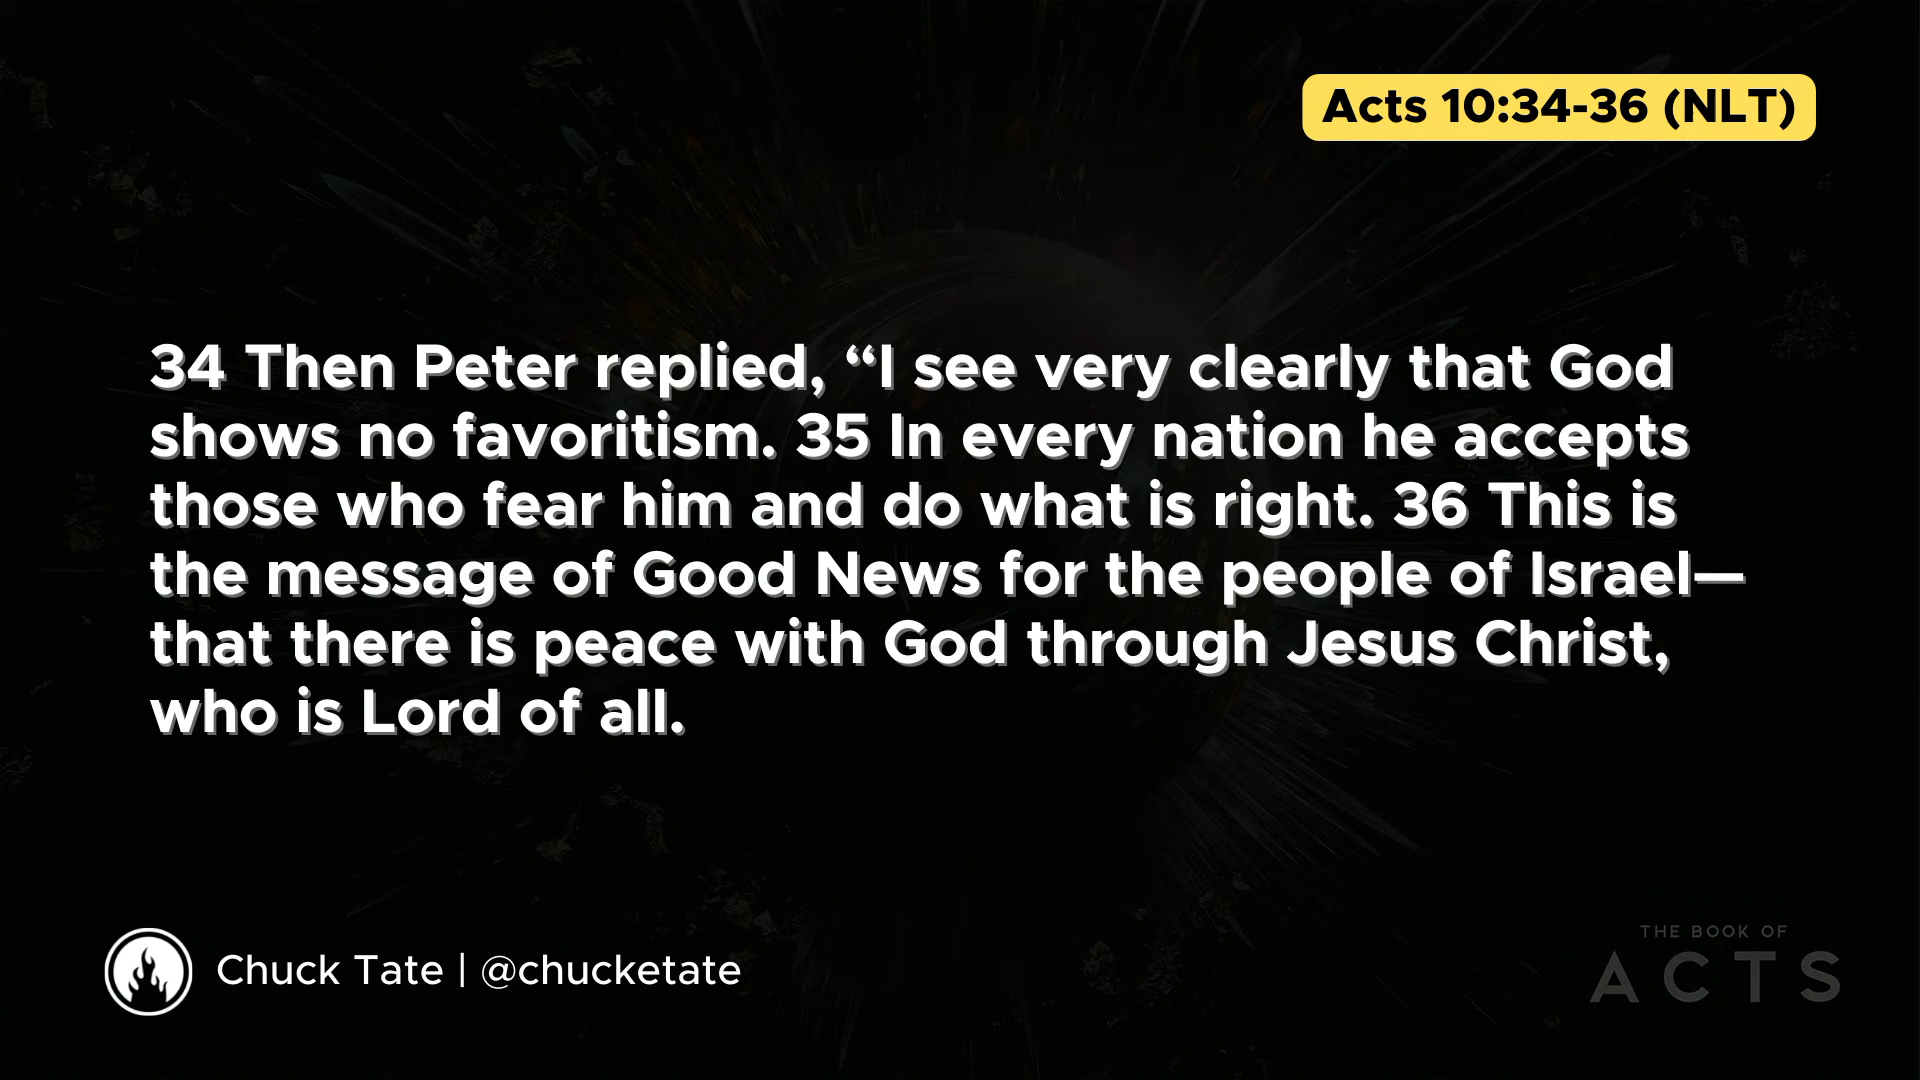 Acts 10:34-36 (NLT)
34 Then Peter replied, “I see very clearly that God
shows no favoritism. 35 In every nation he accepts
those who fear him and do what is right. 36 This is
the message of Good News for the people of Israel—
that there is peace with God through Jesus Christ,
who is Lord of all.
Chuck Tate | @chucketate
THE BOOK OF
ACTS